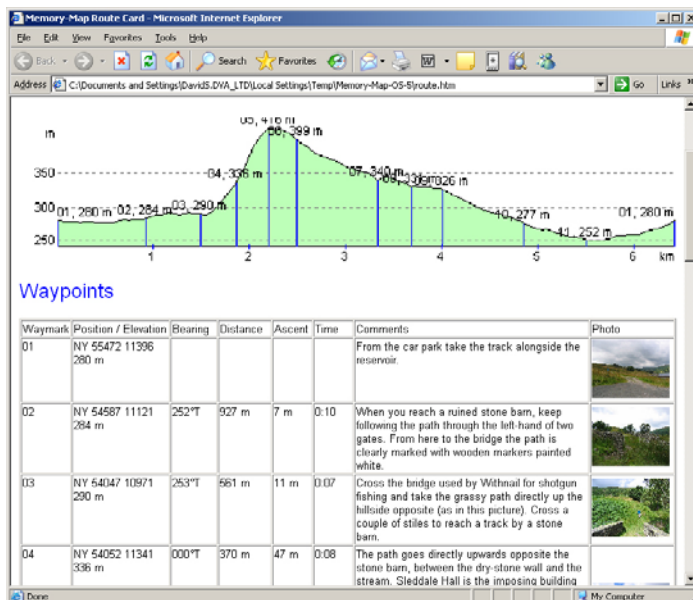 Memory-Map Route Card - Microsoft Internet Explorer
File Edit View Favorites Tools Help
Back Search Favorites
Address C:\Documents and Settings\DavidS.DVA_LTD\Local Settings\Temp\Memory-Map-OS-5\route.htm Go Links »
m
05, 416 m
06, 399 m
350
04, 336 m
07, 340 m
300
01, 280 m
02, 284 m
03, 290 m
10, 277 m
01, 280 m
250
11, 252 m
1 2 3 4 5 6 km
Waypoints
Waymark Position / Elevation Bearing Distance Ascent Time Comments Photo
01 NY 55472 11396 From the car park take the track alongside the
280 m reservoir.
02 NY 54587 11121 252°T 927 m 7 m 0:10 When you reach a ruined stone barn, keep
284 m following the path through the left-hand of two
gates. From here to the bridge the path is
clearly marked with wooden markers painted
white.
03 NY 54047 10971 253°T 561 m 11 m 0:07 Cross the bridge used by Withnail for shotgun
290 m fishing and take the grassy path directly up the
hillside opposite (as in this picture). Cross a
couple of stiles to reach a track by a stone
barn.
04 NY 54052 11341 000°T 370 m 47 m 0:08 The path goes directly upwards opposite the
336 m stone barn, between the dry-stone wall and the
stream. Sleddale Hall is the imposing building
Done My Computer